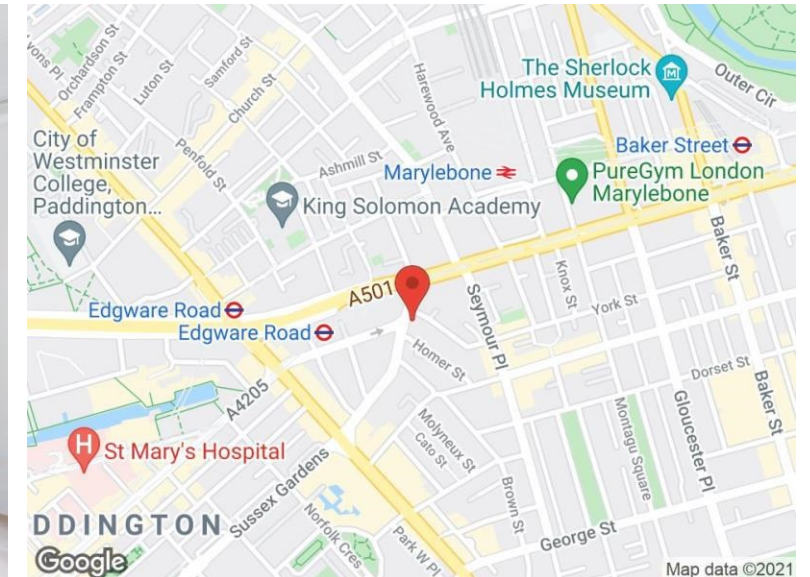 Lyons Pl
Orchardson St
Frampton St
Luton St
Samford St
Church St
Penfold St
Harewood Ave
The Sherlock
Holmes Museum
Outer Cir
City of
Westminster
College,
Paddington...
Ashmill St
Marylebone
Baker Street
PureGym London
Marylebone
King Solomon Academy
Baker St
Knox St
A501
Edgware Road
Edgware Road
Seymour Pl
York St
Homer St
Dorset St
A4205
Molyneux St
Cato St
Montagu Square
Gloucester Pl
Baker St
H
St Mary's Hospital
Sussex Gardens
Brown St
DDINGTON
Norfolk Cres
Park W Pl
George St
Google
Map data ©2021